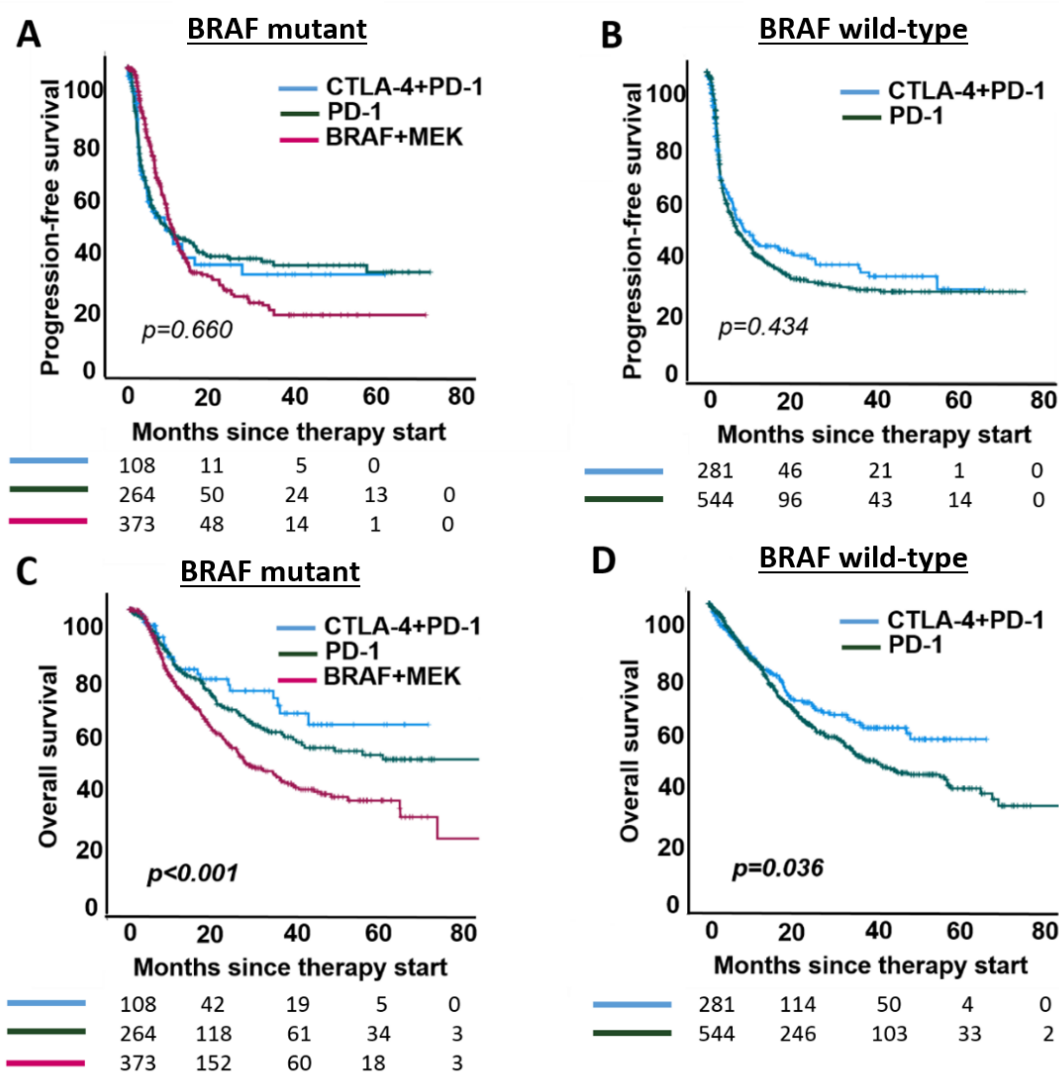 A
BRAF mutant
CTLA-4+PD-1
PD-1
BRAF+MEK
Progression-free survival
100
80
60
40
20
0
p=0.660
0 20 40 60 80
Months since therapy start
108 11 5 0
264 50 24 13 0
373 48 14 1 0
B
BRAF wild-type
CTLA-4+PD-1
PD-1
Progression-free survival
100
80
60
40
20
0
p=0.434
0 20 40 60 80
Months since therapy start
281 46 21 1 0
544 96 43 14 0
C
BRAF mutant
CTLA-4+PD-1
PD-1
BRAF+MEK
Overall survival
100
80
60
40
20
0
p<0.001
0 20 40 60 80
Months since therapy start
108 42 19 5 0
264 118 61 34 3
373 152 60 18 3
D
BRAF wild-type
CTLA-4+PD-1
PD-1
Overall survival
100
80
60
40
20
0
p=0.036
0 20 40 60 80
Months since therapy start
281 114 50 4 0
544 246 103 33 2